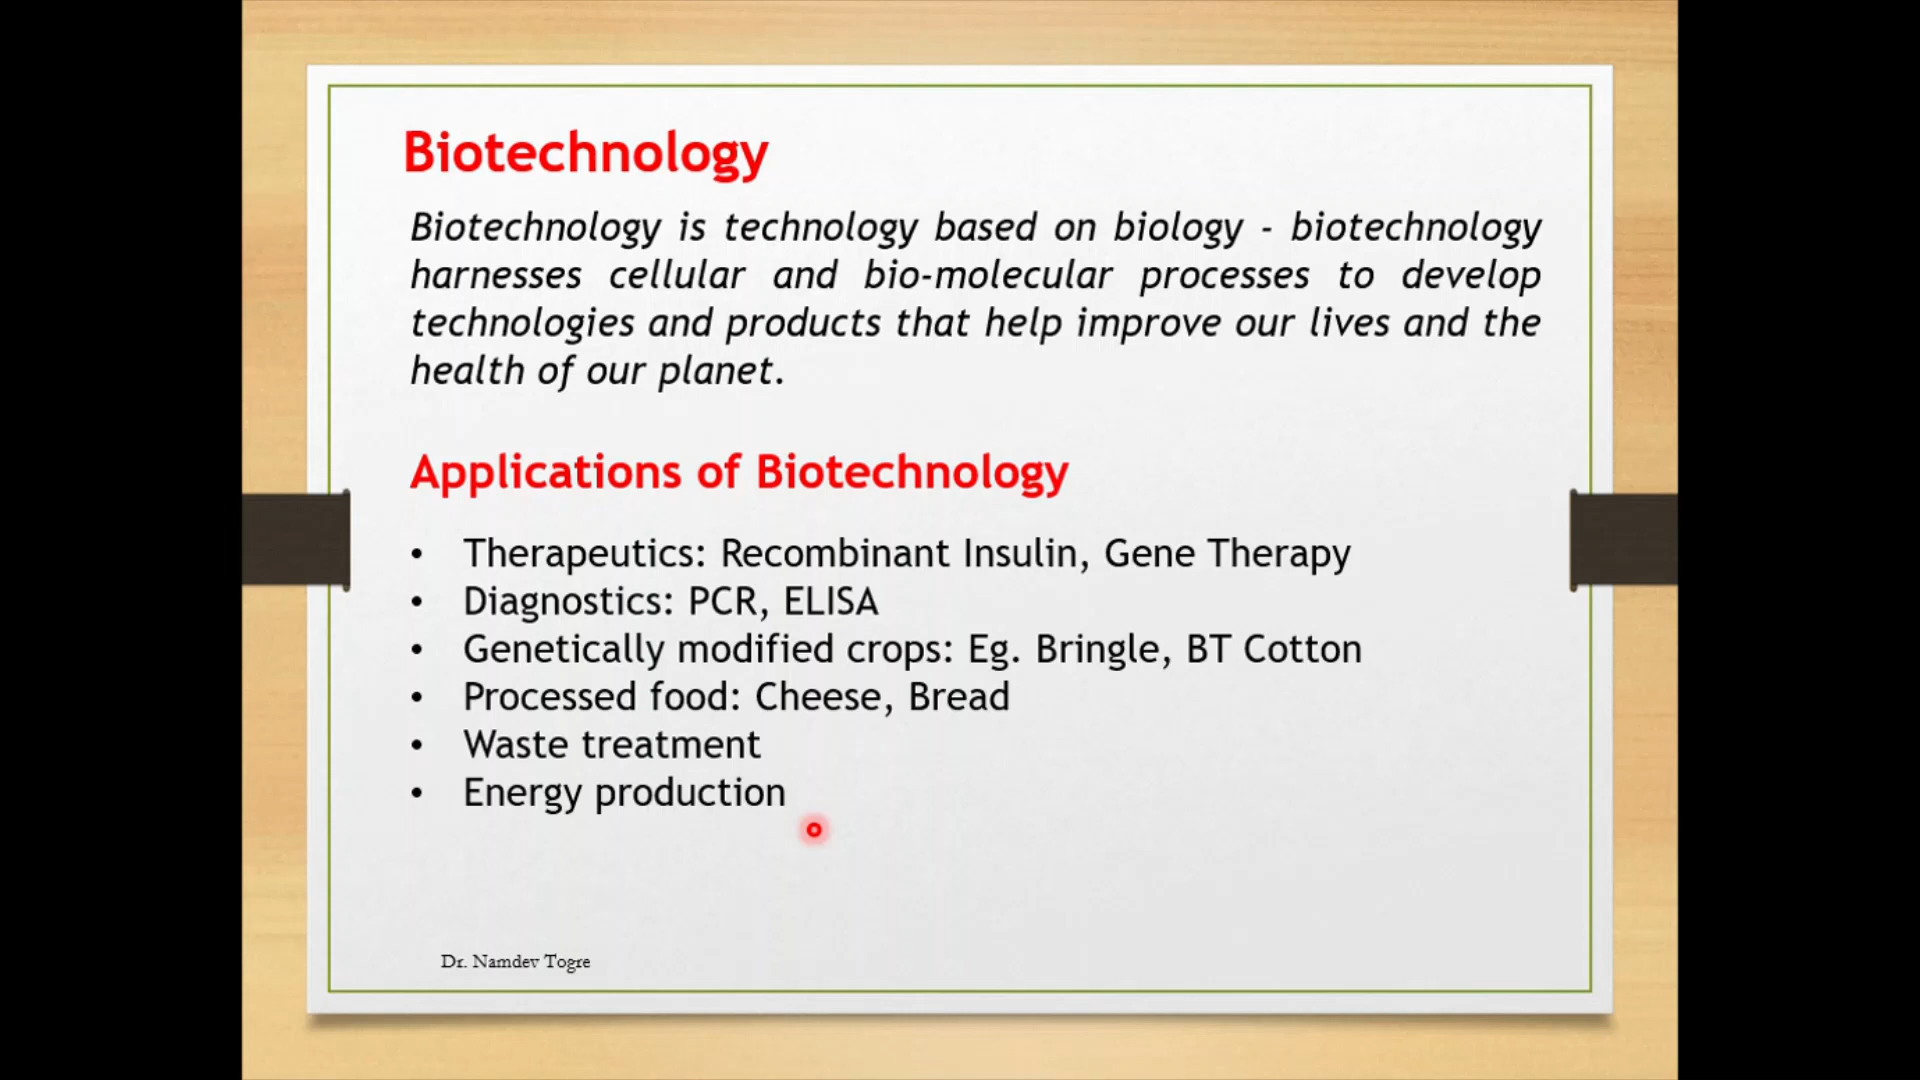 Biotechnology
Biotechnology is technology based on biology - biotechnology
harnesses cellular and bio-molecular processes to develop
technologies and products that help improve our lives and the
health of our planet.
Applications of Biotechnology
• Therapeutics: Recombinant Insulin, Gene Therapy
• Diagnostics: PCR, ELISA
• Genetically modified crops: Eg. Bringle, BT Cotton
• Processed food: Cheese, Bread
• Waste treatment
• Energy production
Dr. Namdev Togre